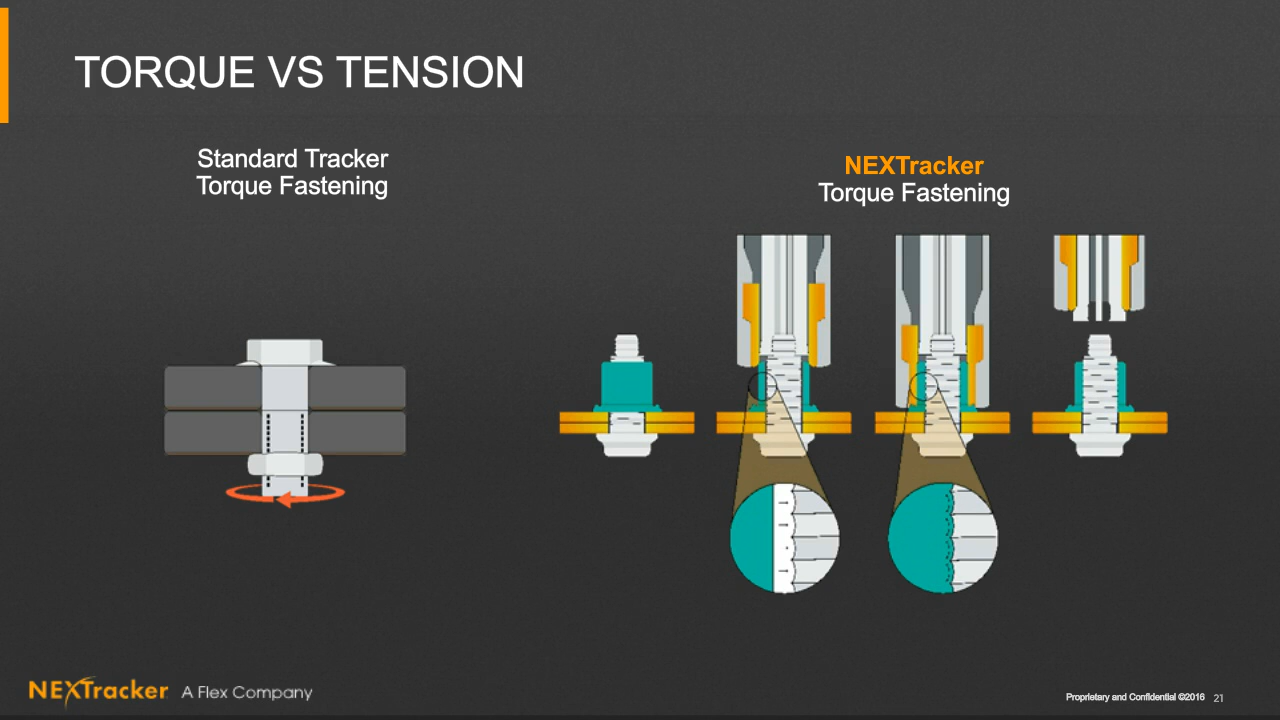 TORQUE VS TENSION
Standard Tracker
Torque Fastening
NEXTracker
Torque Fastening
NEXTracker A Flex Company
Proprietary and Confidential ©2016 21